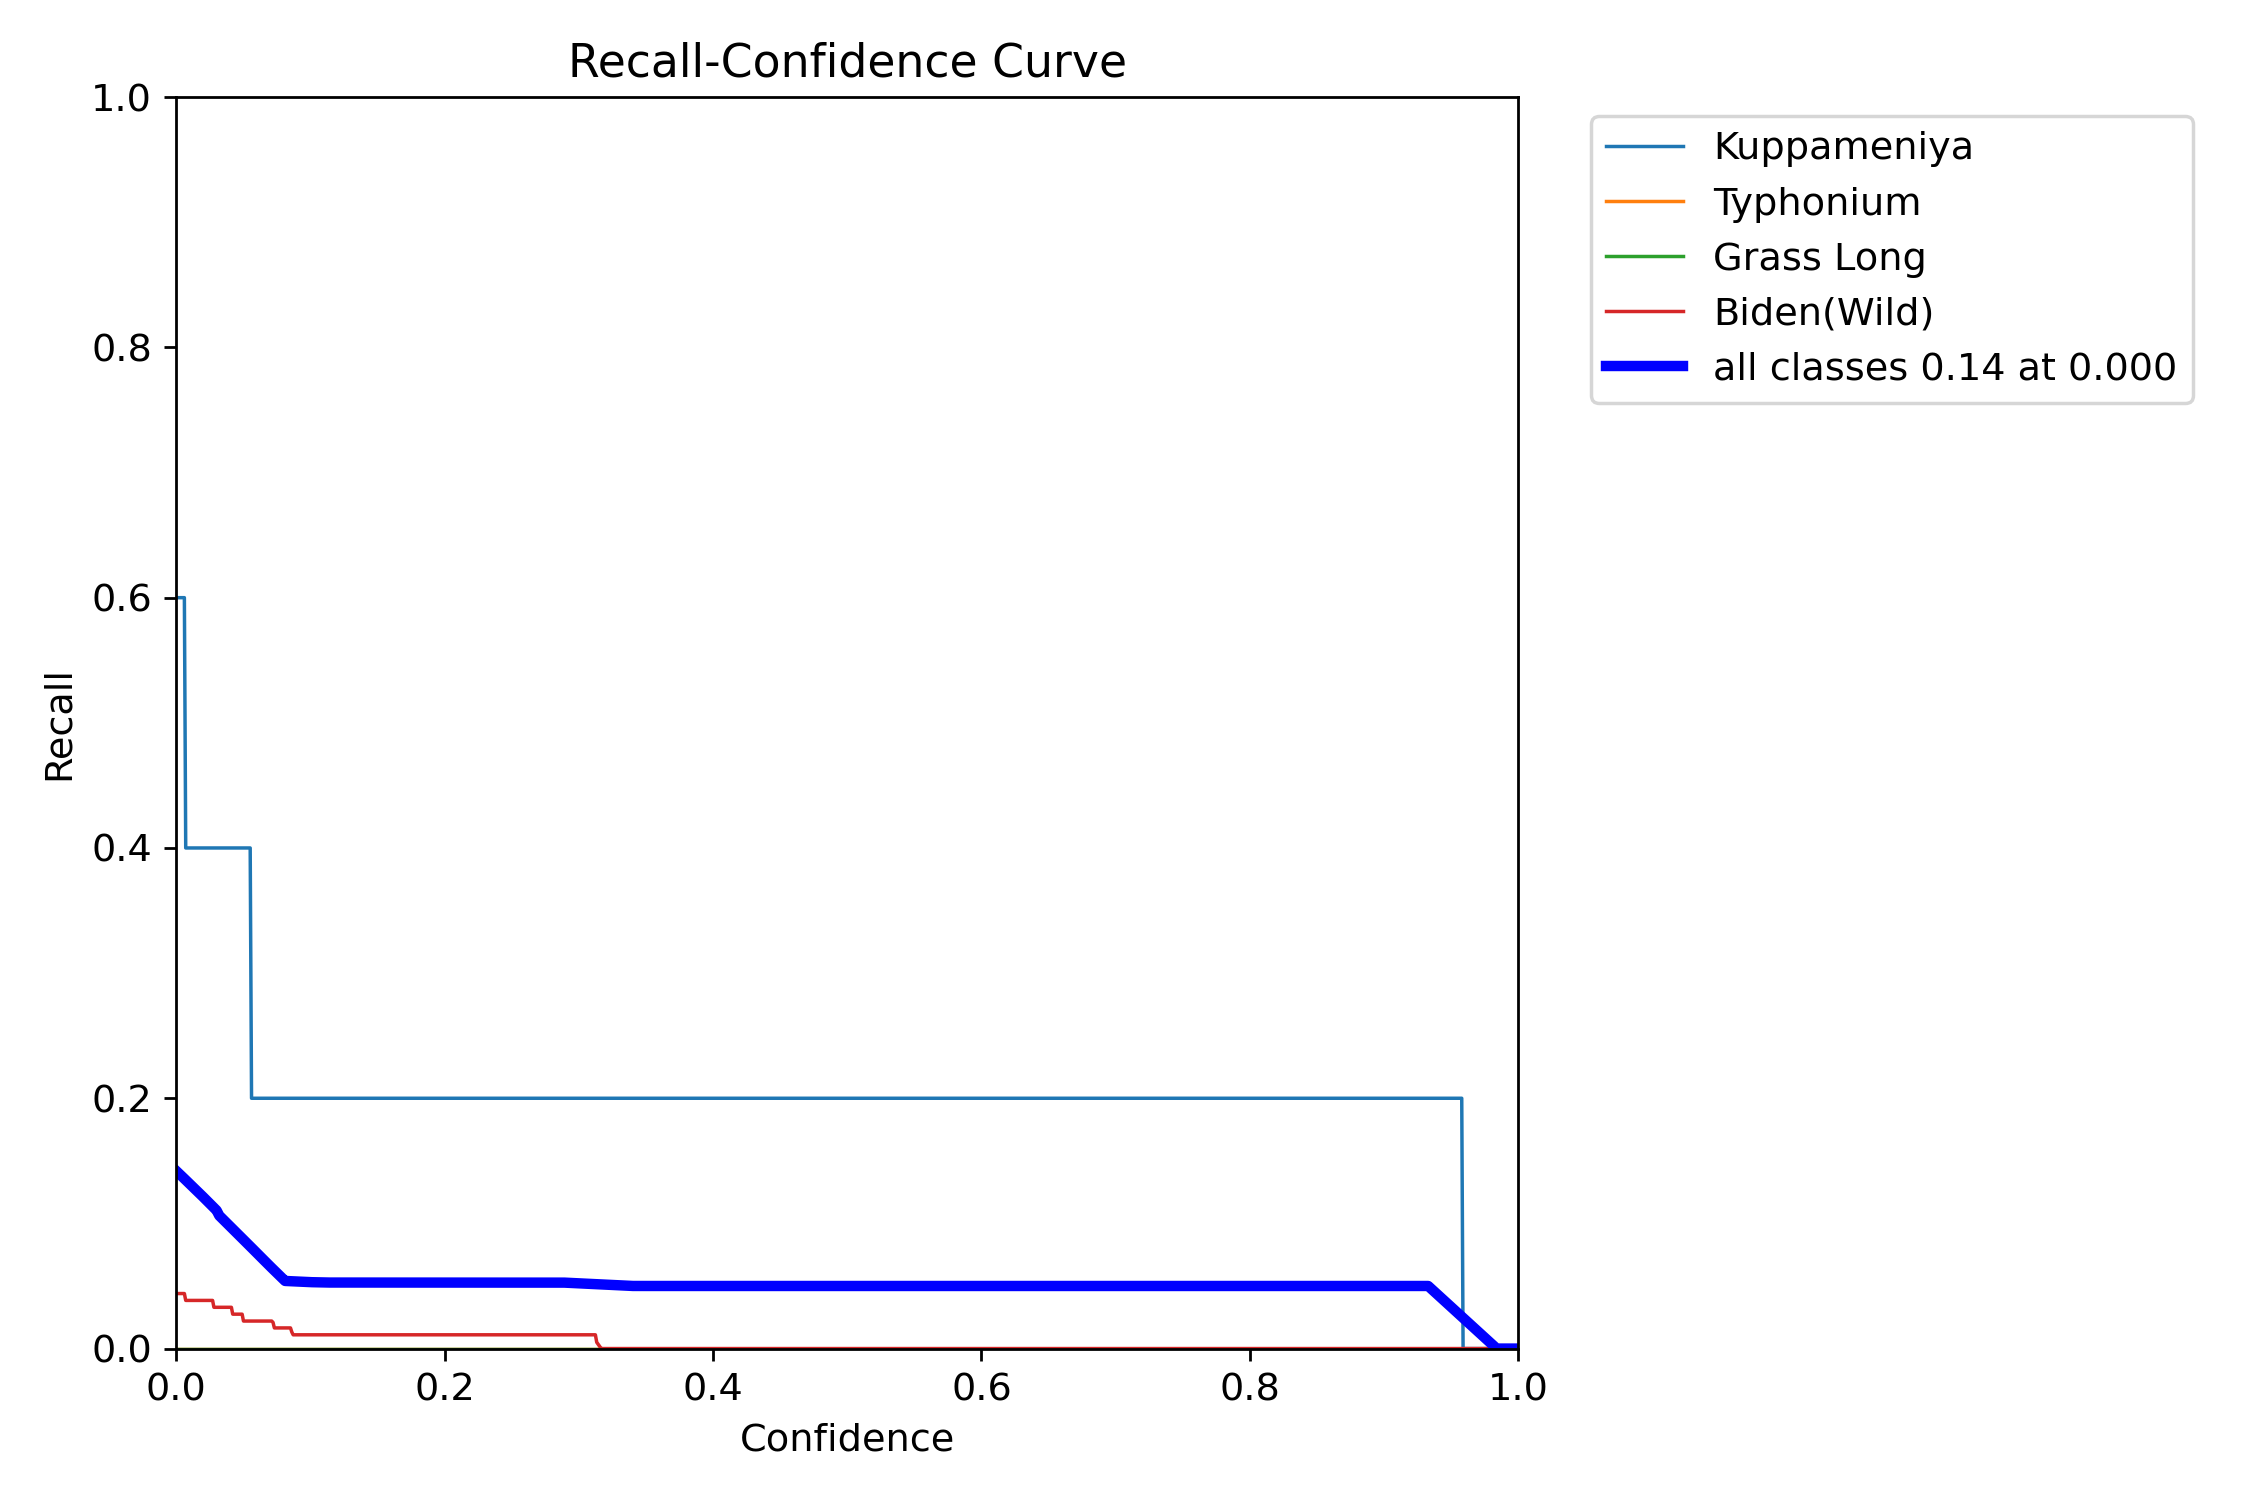 Recall-Confidence Curve
1.0
0.8
0.6
0.4
0.2
0.0
Recall
0.0 0.2 0.4 0.6 0.8 1.0
Confidence
Kuppameniya
Typhonium
Grass Long
Biden(Wild)
all classes 0.14 at 0.000